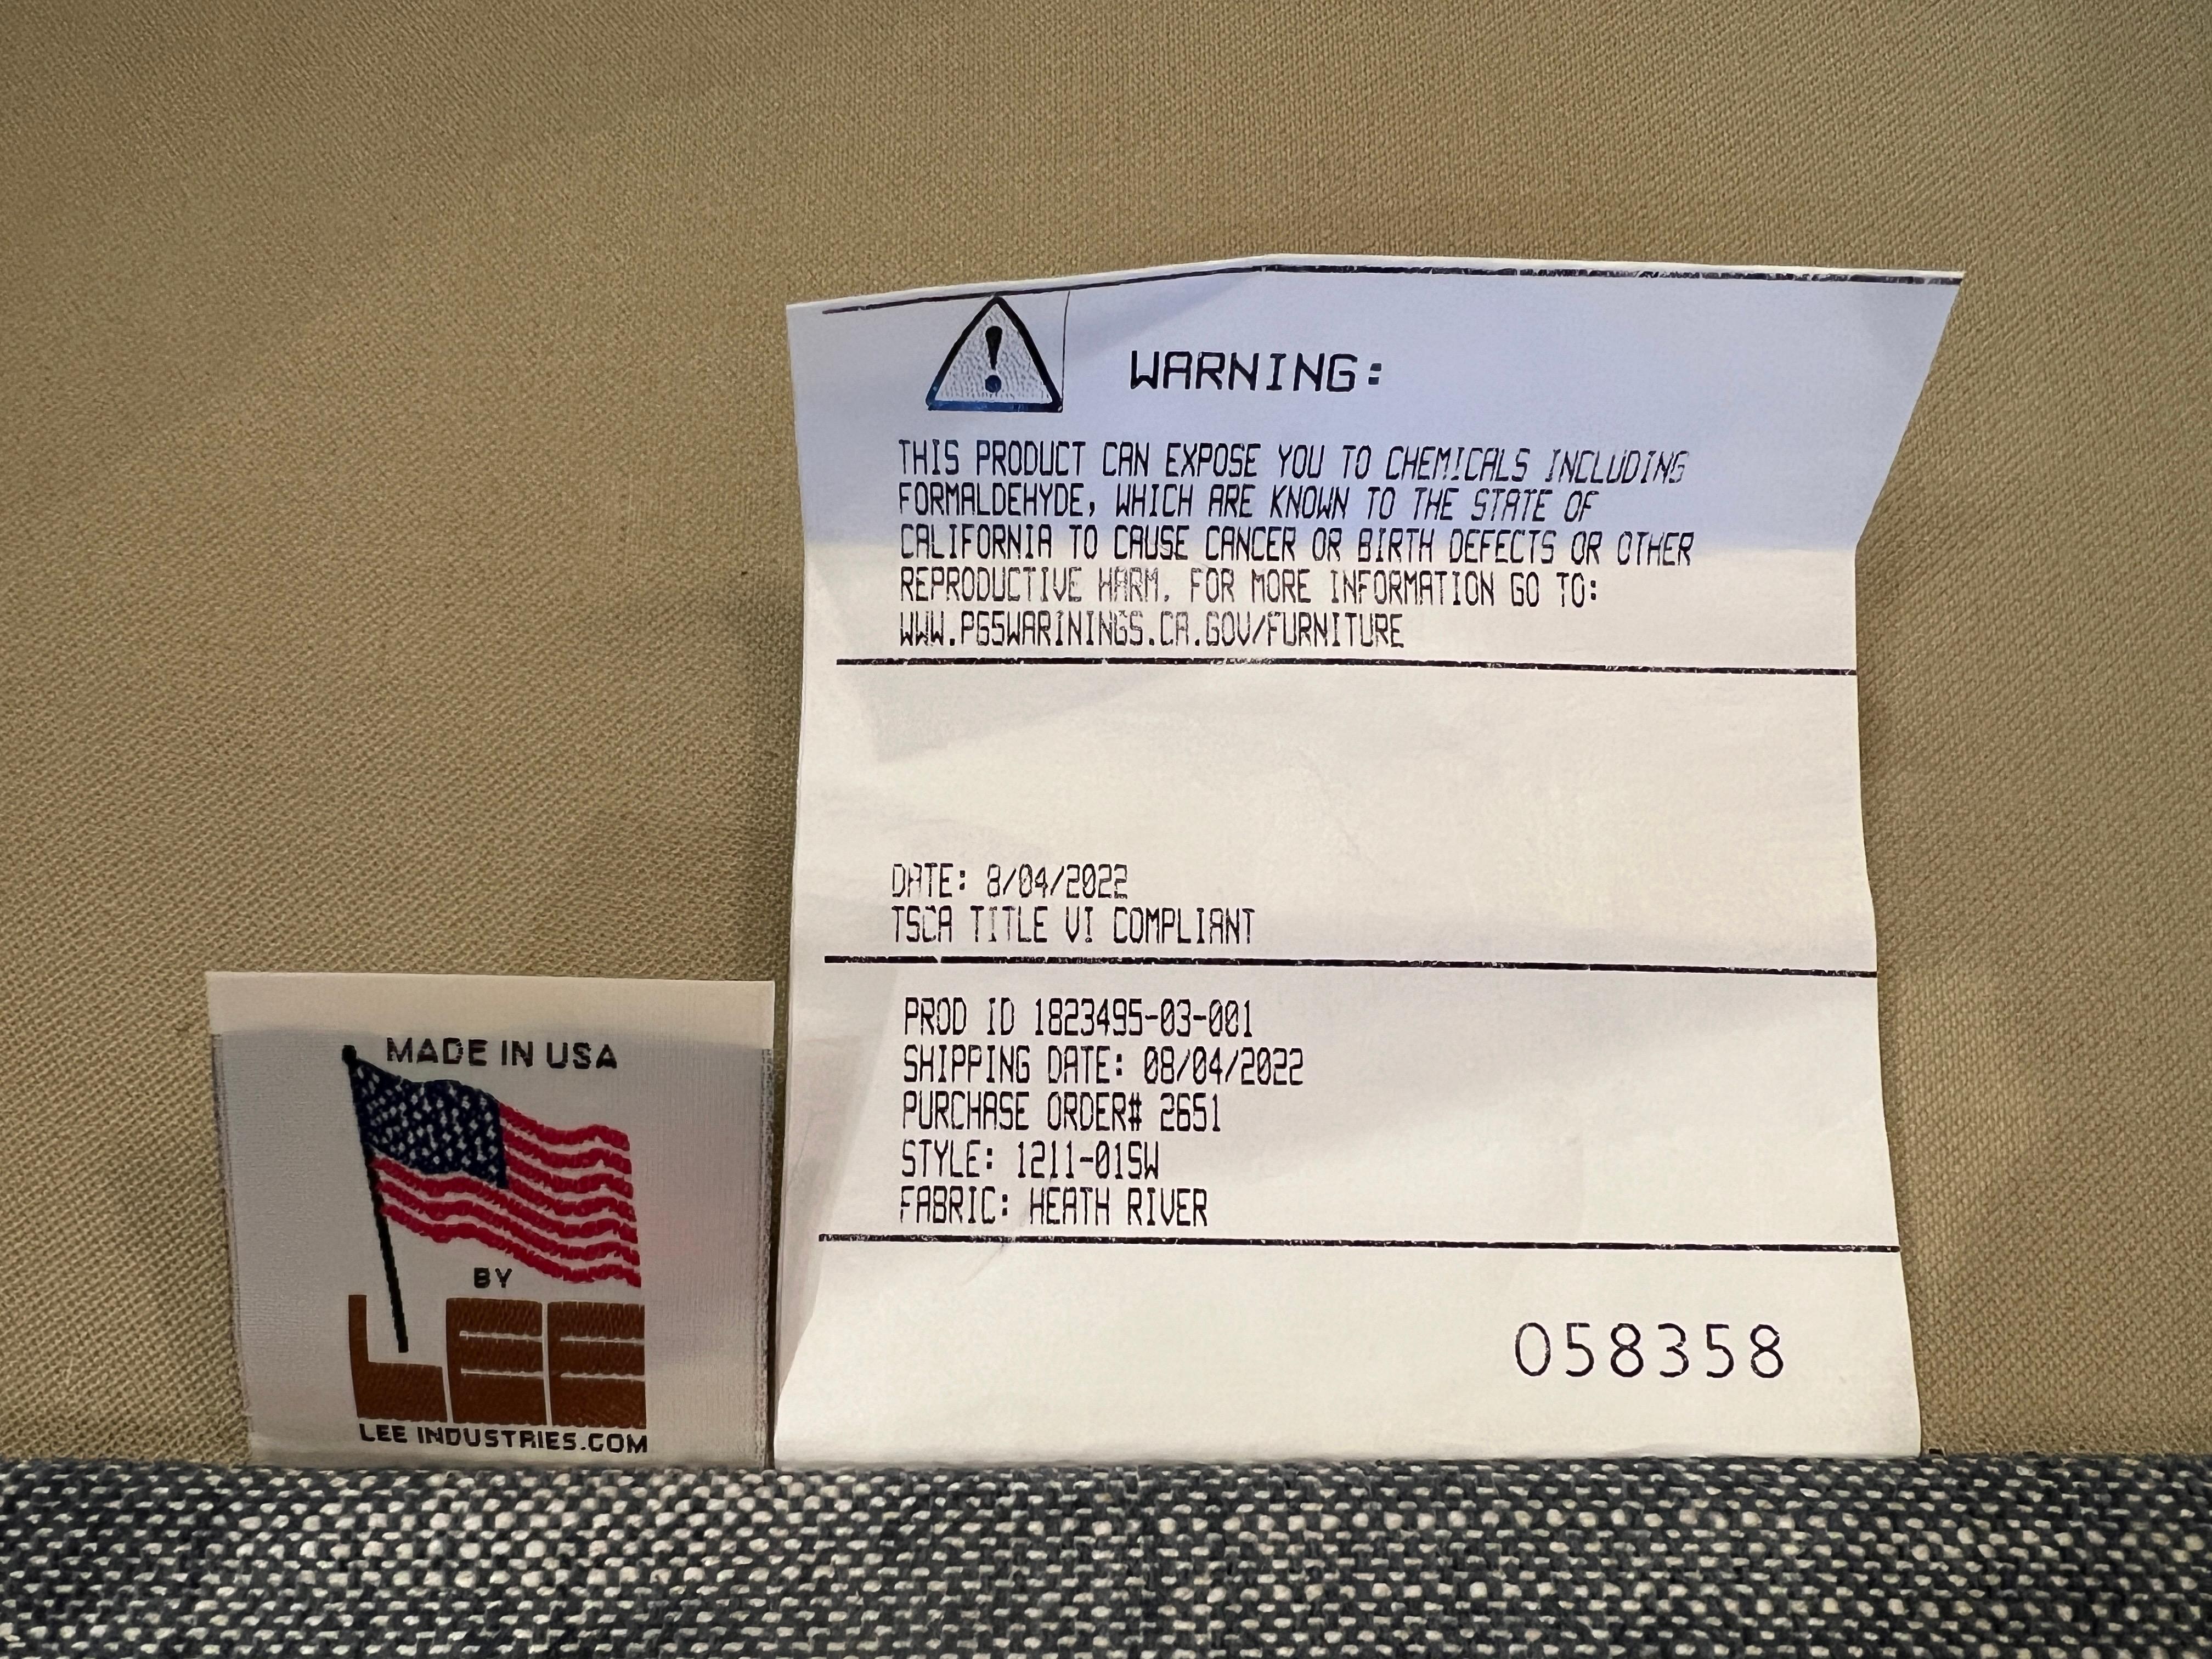 WARNING:
THIS PRODUCT CAN EXPOSE YOU TO CHEMICALS INCLUDING
FORMALDEHYDE, WHICH ARE KNOWN TO THE STATE OF
CALIFORNIA TO CAUSE CANCER OR BIRTH DEFECTS OR OTHER
REPRODUCTIVE HARM. FOR MORE INFORMATION GO TO:
WWW.P65WARININGS.CA.GOV/FURNITURE
DATE: 8/04/2022
TSCA TITLE VI COMPLIANT
PROD ID 1823495-03-001
SHIPPING DATE: 08/04/2022
PURCHASE ORDER# 2651
STYLE: 1211-01SW
FABRIC: HEATH RIVER
058358
MADE IN USA
BY
LEE
LEE INDUSTRIES.COM